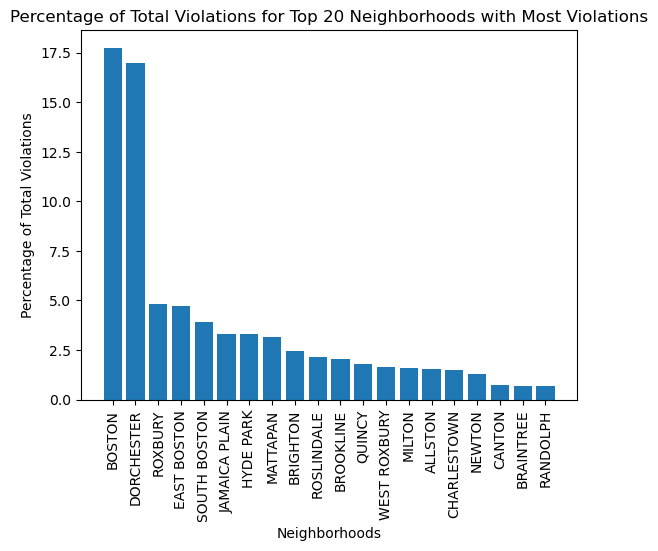 Percentage of Total Violations for Top 20 Neighborhoods with Most Violations
Percentage of Total Violations
17.5
15.0
12.5
10.0
7.5
5.0
2.5
0.0
BOSTON
DORCHESTER
ROXBURY
EAST BOSTON
SOUTH BOSTON
JAMAICA PLAIN
HYDE PARK
MATTAPAN
BRIGHTON
ROSLINDALE
BROOKLINE
QUINCY
WEST ROXBURY
MILTON
ALLSTON
CHARLESTOWN
NEWTON
CANTON
BRAINTREE
RANDOLPH
Neighborhoods